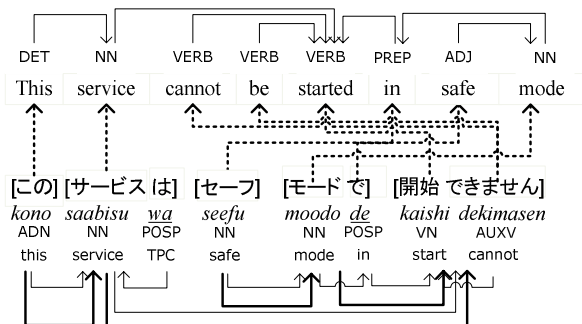 DET NN VERB VERB VERB PREP ADJ NN
This service cannot be started in safe mode
[この] [サービス は] [セーフ] [モード で] [開始 できません]
kono saabisu wa seefu moodo de kaishi dekimasen
ADN NN POSP NN NN POSP VN AUXV
this service TPC safe mode in start cannot